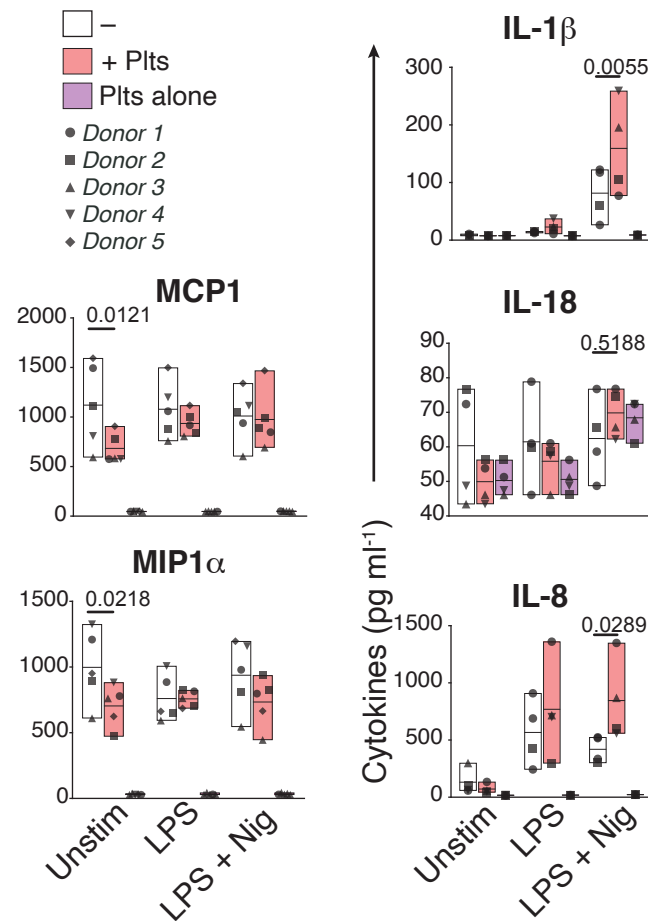 –
+ Plts
Plts alone
Donor 1
Donor 2
Donor 3
Donor 4
Donor 5
MCP1
2000
1500
1000
500
0
0.0121
MIP1α
1500
1000
500
0
0.0218
Unstim
LPS
LPS + Nig
IL-1β
300
200
100
0
0.0055
IL-18
90
80
70
60
50
40
0.5188
Cytokines (pg ml-1)
IL-8
1500
1000
500
0
0.0289
Unstim
LPS
LPS + Nig